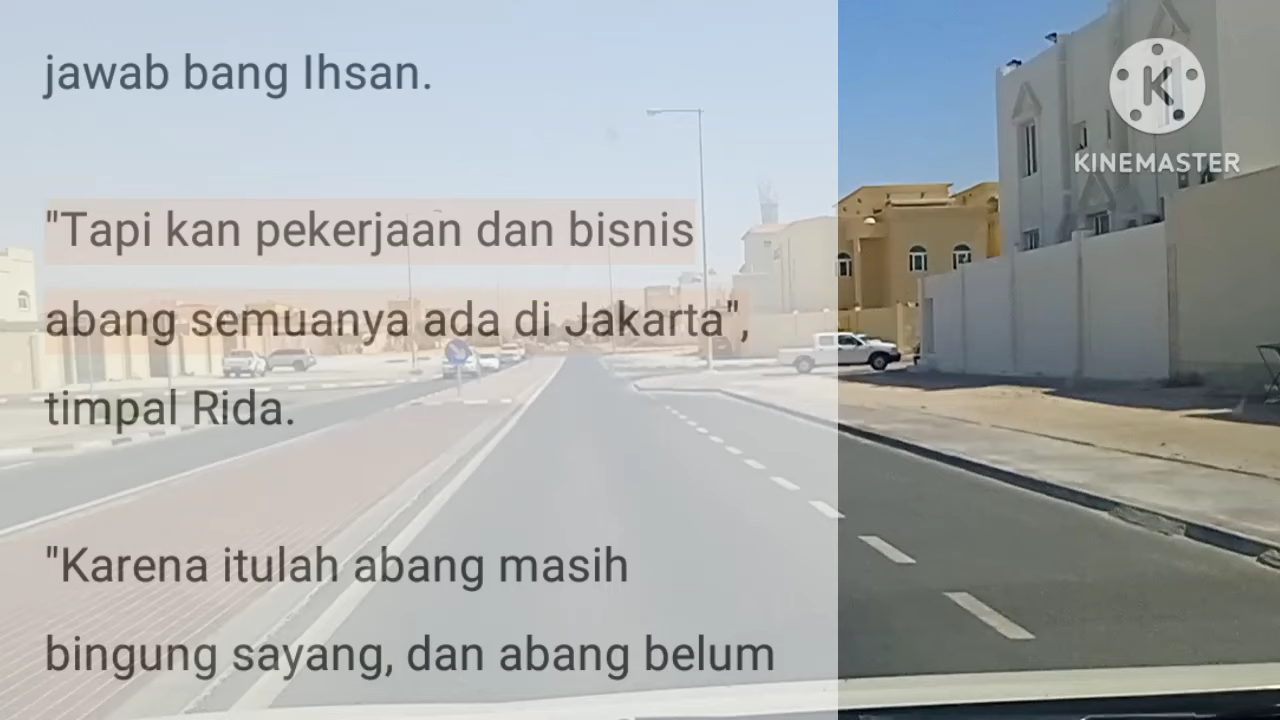 jawab bang Ihsan.
"Tapi kan pekerjaan dan bisnis
abang semuanya ada di Jakarta",
timpal Rida.
"Karena itulah abang masih
bingung sayang, dan abang belum
K
KINEMASTER